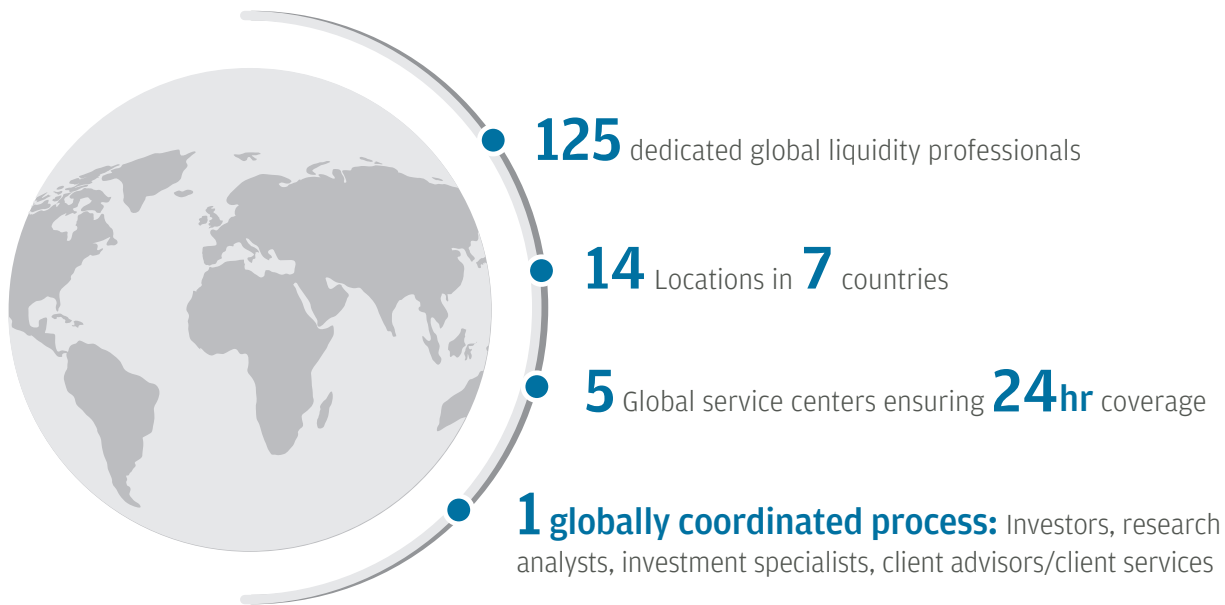 125 dedicated global liquidity professionals
14 Locations in 7 countries
5 Global service centers ensuring 24hr coverage
1 globally coordinated process: Investors, research
analysts, investment specialists, client advisors/client services